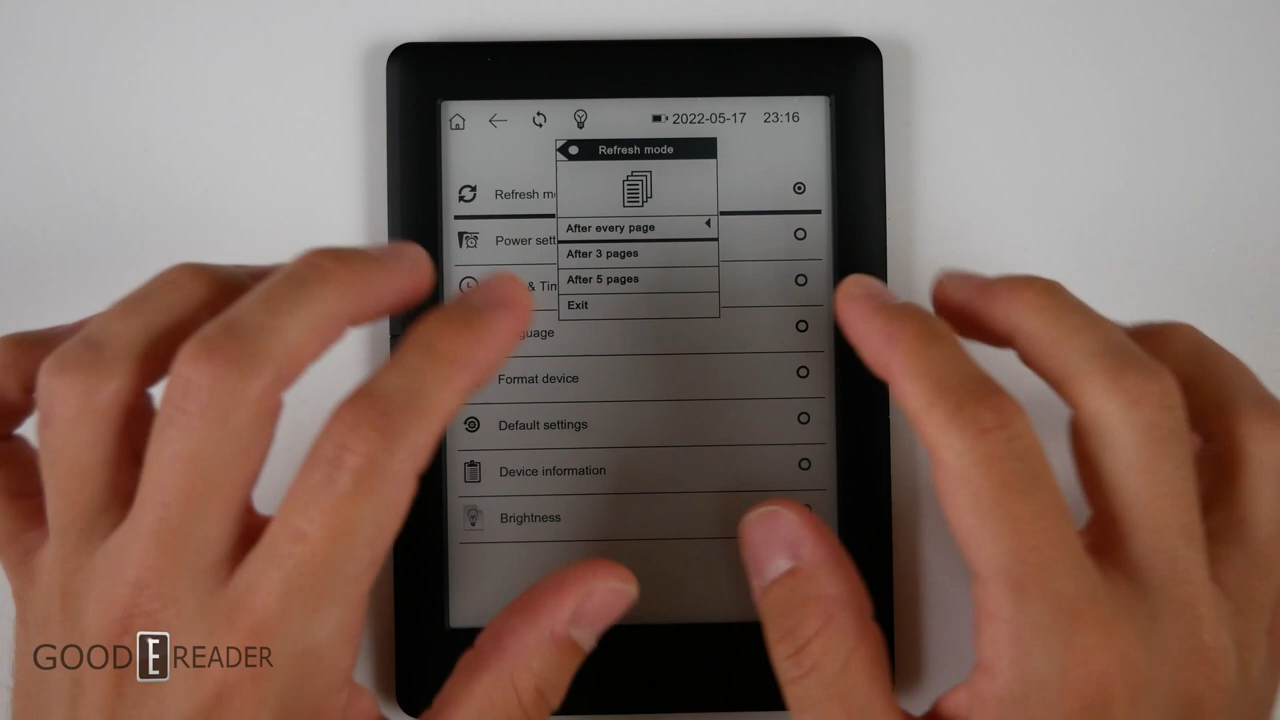 2022-05-17 23:16
Refresh mode
Refresh m
After every page
Power sett
After 3 pages
After 5 pages
& Tim
Exit
guage
Format device
Default settings
Device information
Brightness
GOOD E READER